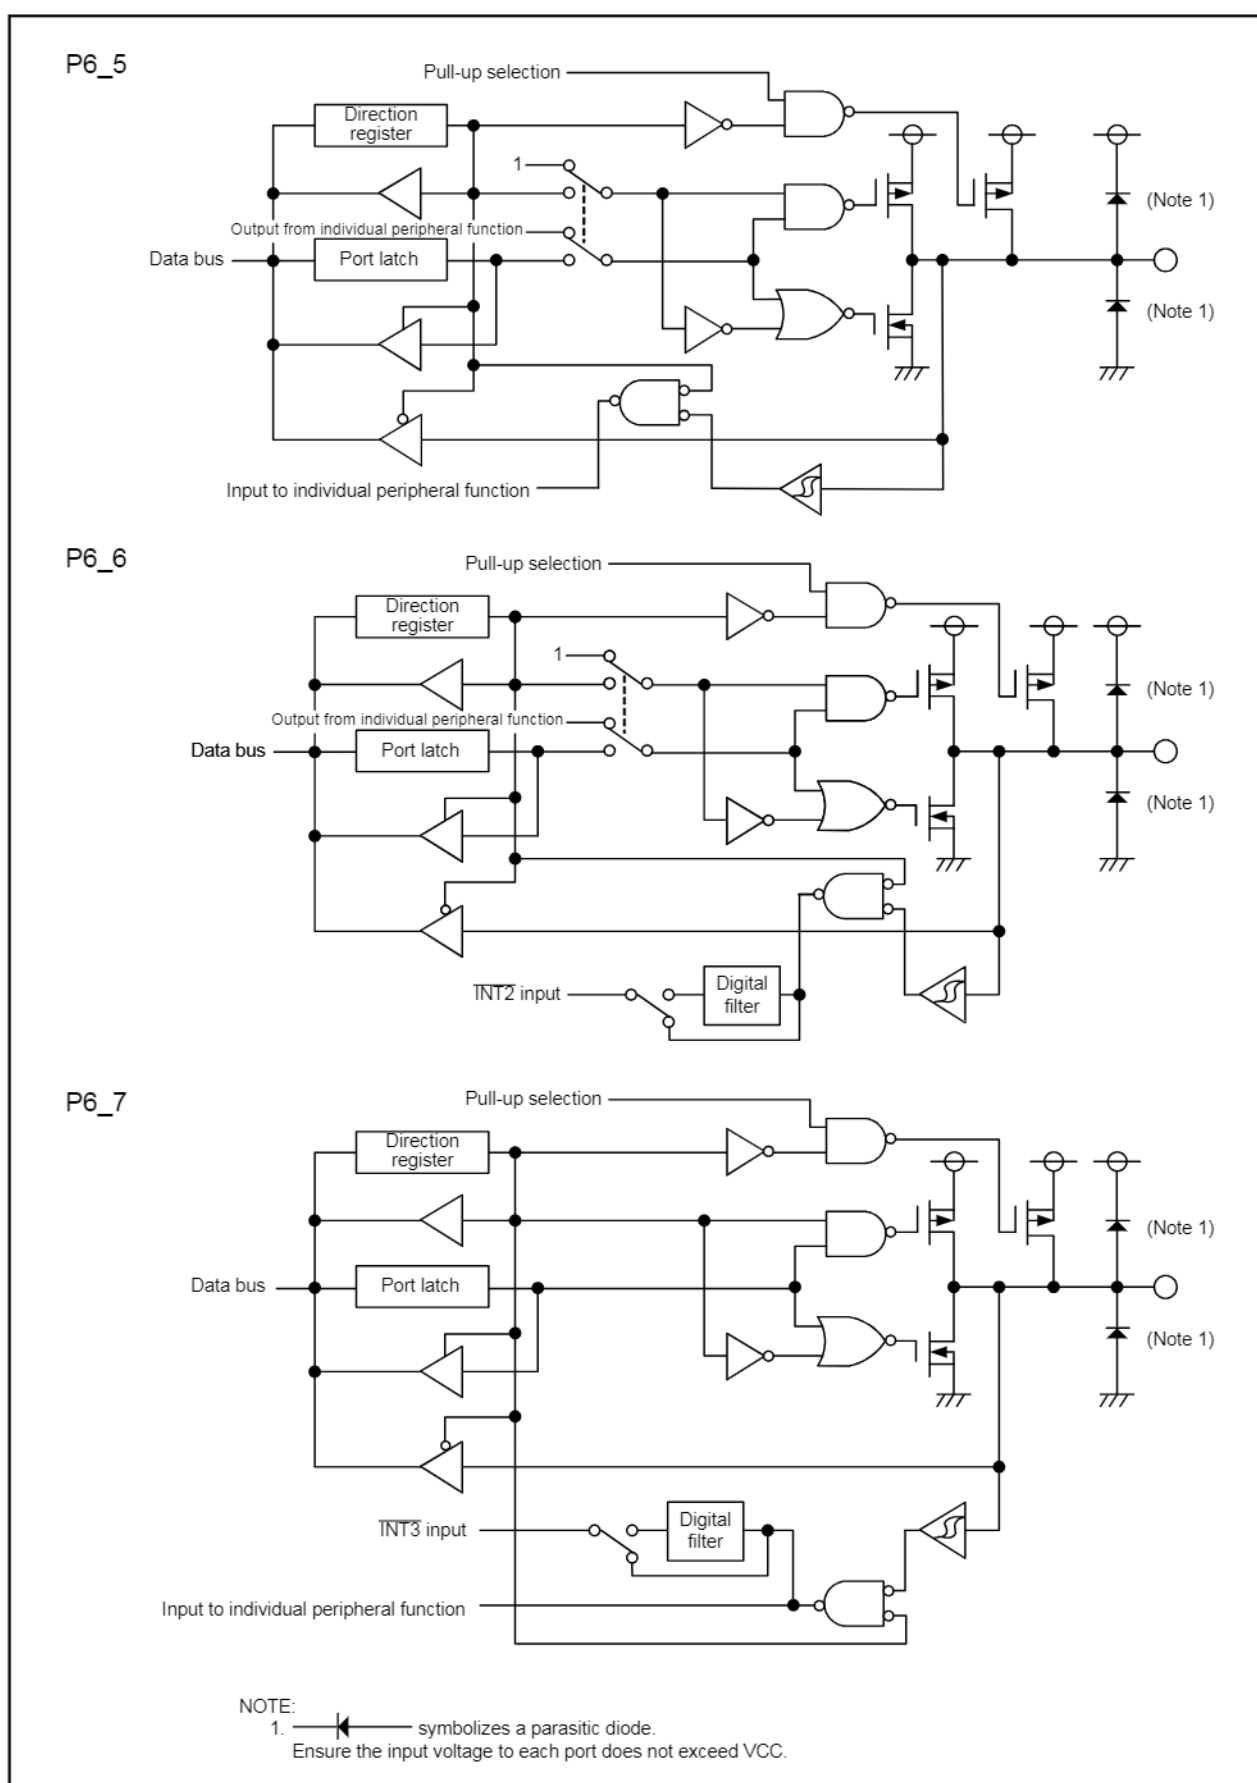 P6_5
Pull-up selection
Direction
register
1
(Note 1)
Output from individual peripheral function
Data bus
Port latch
(Note 1)
Input to individual peripheral function
P6_6
Pull-up selection
Direction
register
1
(Note 1)
Output from individual peripheral function
Data bus
Port latch
(Note 1)
INT2 input
Digital
filter
P6_7
Pull-up selection
Direction
register
(Note 1)
Data bus
Port latch
(Note 1)
INT3 input
Digital
filter
Input to individual peripheral function
NOTE:
1. symbolizes a parasitic diode.
Ensure the input voltage to each port does not exceed VCC.